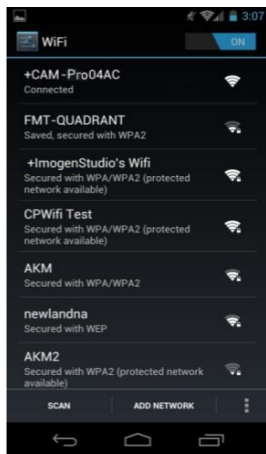 3:07
WiFi
ON
+CAM-Pro04AC
Connected
FMT-QUADRANT
Saved, secured with WPA2
+ImogenStudio's Wifi
Secured with WPA/WPA2 (protected
network available)
CPWifi Test
Secured with WPA/WPA2 (protected
network available)
AKM
Secured with WPA/WPA2
newlandna
Secured with WEP
AKM2
Secured with WPA2 (protected network
available)
SCAN
ADD NETWORK